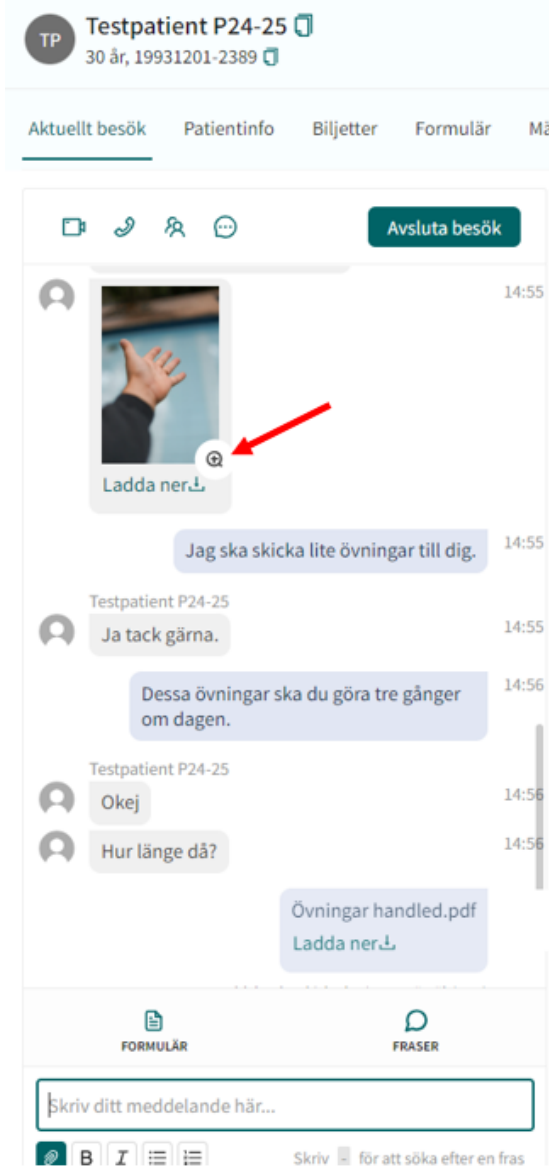 TP
Testpatient P24-25
30 år, 19931201-2389
Aktuellt besök Patientinfo Biljetter Formulär
Avsluta besök
14:55
Ladda ner
Jag ska skicka lite övningar till dig.
14:55
Testpatient P24-25
Ja tack gärna.
14:55
Dessa övningar ska du göra tre gånger
om dagen.
14:56
Testpatient P24-25
Okej
14:56
Hur länge då?
14:56
Övningar handled.pdf
Ladda ner
FORMULÄR FRASER
Skriv ditt meddelande här...
B I
Skriv - för att söka efter en fras